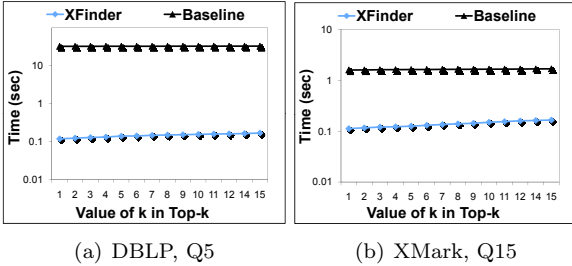 XFinder Baseline
Time (sec)
10
1
0.1
0.01
1 2 3 4 5 6 7 8 9 10 11 12 14 15
Value of k in Top-k
(a) DBLP, Q5
XFinder Baseline
Time (sec)
10
1
0.1
0.01
1 2 3 4 5 6 7 8 9 10 11 12 14 15
Value of k in Top-k
(b) XMark, Q15